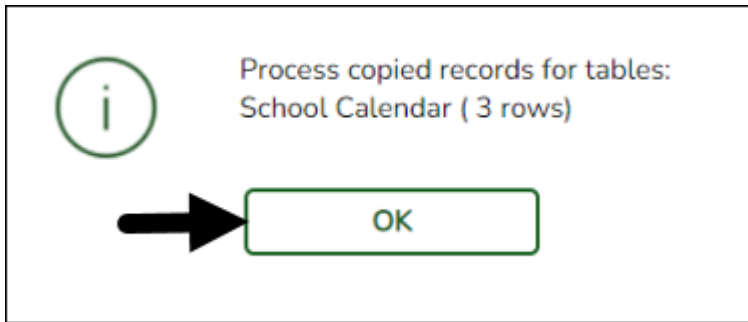 Process copied records for tables:
School Calendar ( 3 rows)
OK